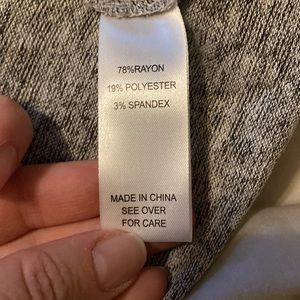 78%RAYON
19% POLYESTER
3% SPANDEX
MADE IN CHINA
SEE OVER
FOR CARE